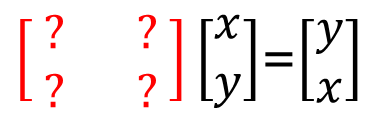 [? ?] [x] = [y]
[? ?] [y] [x]